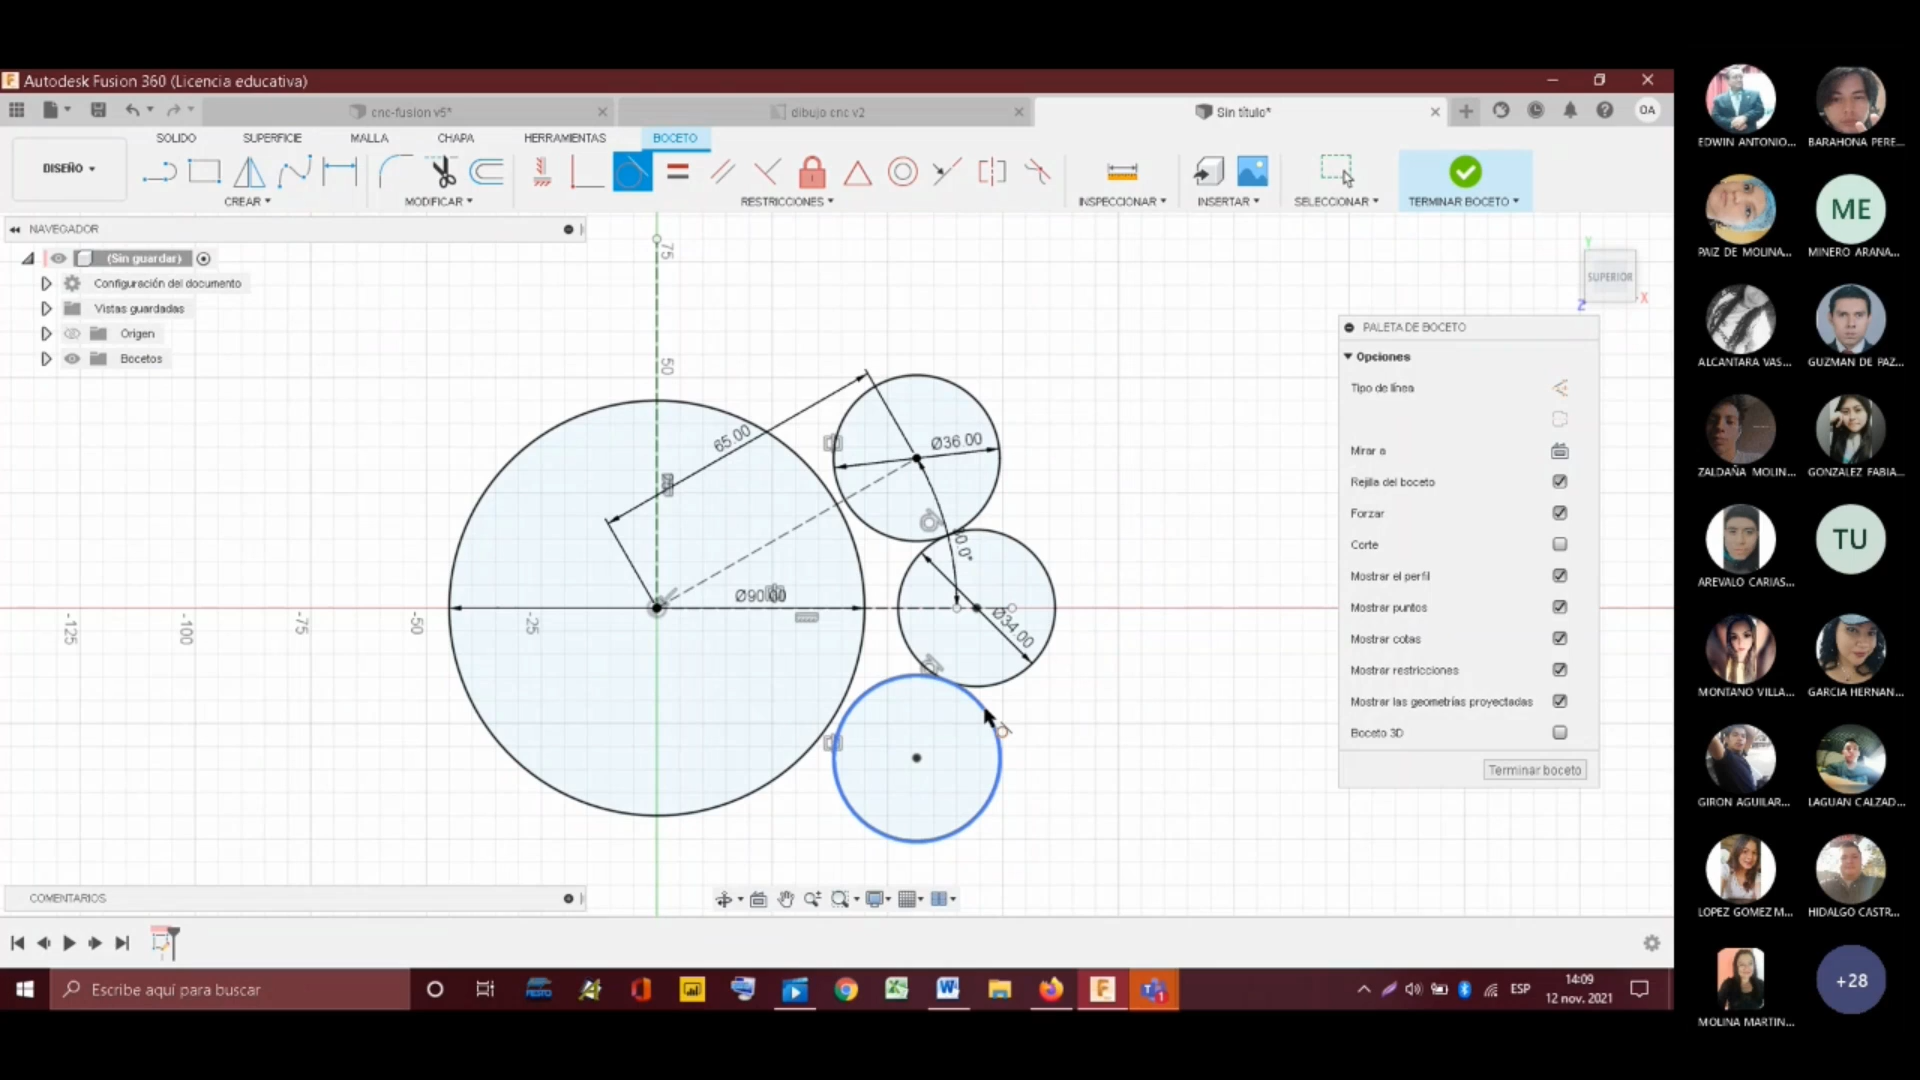 Autodesk Fusion 360 (Licencia educativa)
cnc-fusion v5*
dibujo cnc v2
Sin título*
OA
DISEÑO
SOLIDO
SUPERFICIE
MALLA
CHAPA
HERRAMIENTAS
BOCETO
CREAR
MODIFICAR
RESTRICCIONES
INSPECCIONAR
INSERTAR
SELECCIONAR
TERMINAR BOCETO
NAVEGADOR
(Sin guardar)
Configuración del documento
Vistas guardadas
Origen
Bocetos
75
50
65.00
Ø36.00
Ø90.00
Ø34.00
-125
-100
-75
-50
-25
Y
SUPERIOR
X
Z
PALETA DE BOCETO
Opciones
Tipo de línea
Mirar a
Rejilla del boceto
Forzar
Corte
Mostrar el perfil
Mostrar puntos
Mostrar cotas
Mostrar restricciones
Mostrar las geometrías proyectadas
Boceto 3D
Terminar boceto
COMENTARIOS
Escribe aquí para buscar
ESP
14:09
12 nov. 2021
EDWIN ANTONIO...
BARAHONA PERE...
PAIZ DE MOLINA...
ME
MINERO ARANA...
ALCANTARA VAS...
GUZMAN DE PAZ...
ZALDAÑA MOLIN...
GONZALEZ FABIA...
AREVALO CARIAS...
TU
MONTANO VILLA...
GARCIA HERNAN...
GIRON AGUILAR...
LAGUAN CALZAD...
LOPEZ GOMEZ M...
HIDALGO CASTR...
MOLINA MARTIN...
+28